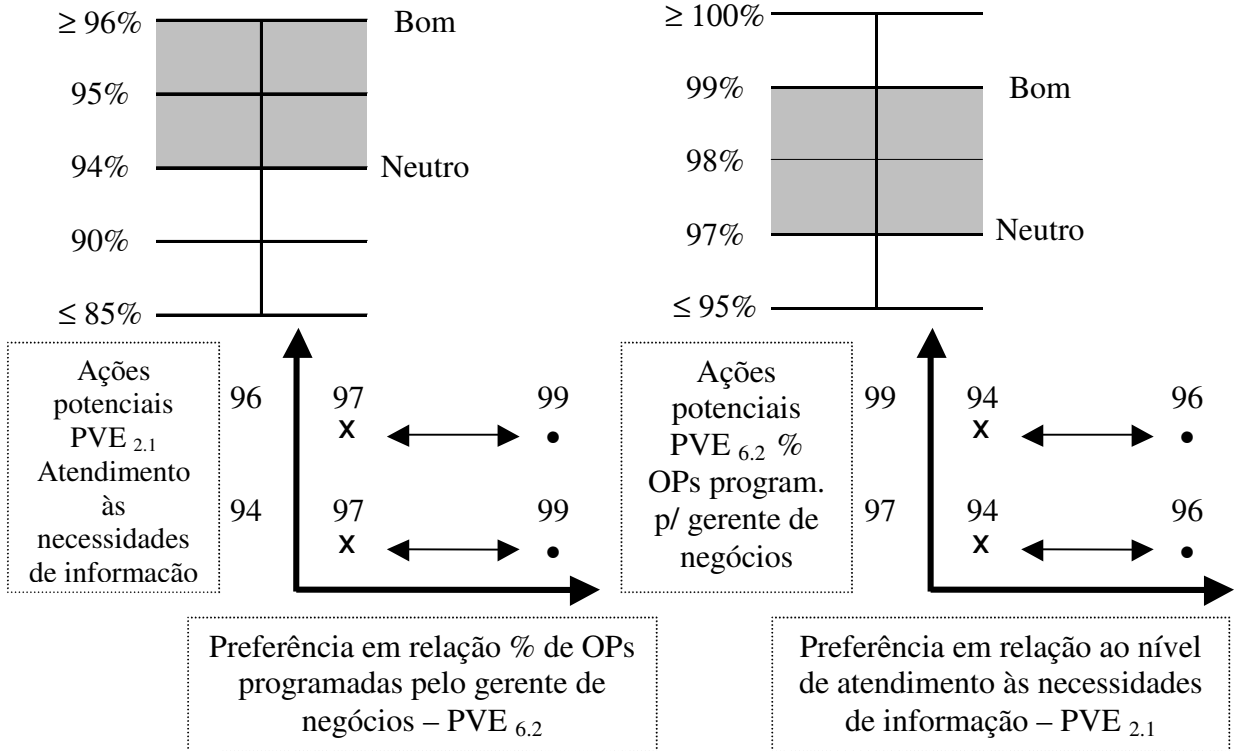 ≥ 96% Bom
95%
94% Neutro
90%
≤ 85%
≥ 100%
99% Bom
98%
97% Neutro
≤ 95%
Ações
potenciais
PVE 2.1
Atendimento
às
necessidades
de informacão
96 97 99
x
94 97 99
x
Preferência em relação % de OPs
programadas pelo gerente de
negócios – PVE 6.2
Ações
potenciais
PVE 6.2 %
OPs program.
p/ gerente de
negócios
99 94 96
x
97 94 96
x
Preferência em relação ao nível
de atendimento às necessidades
de informação – PVE 2.1